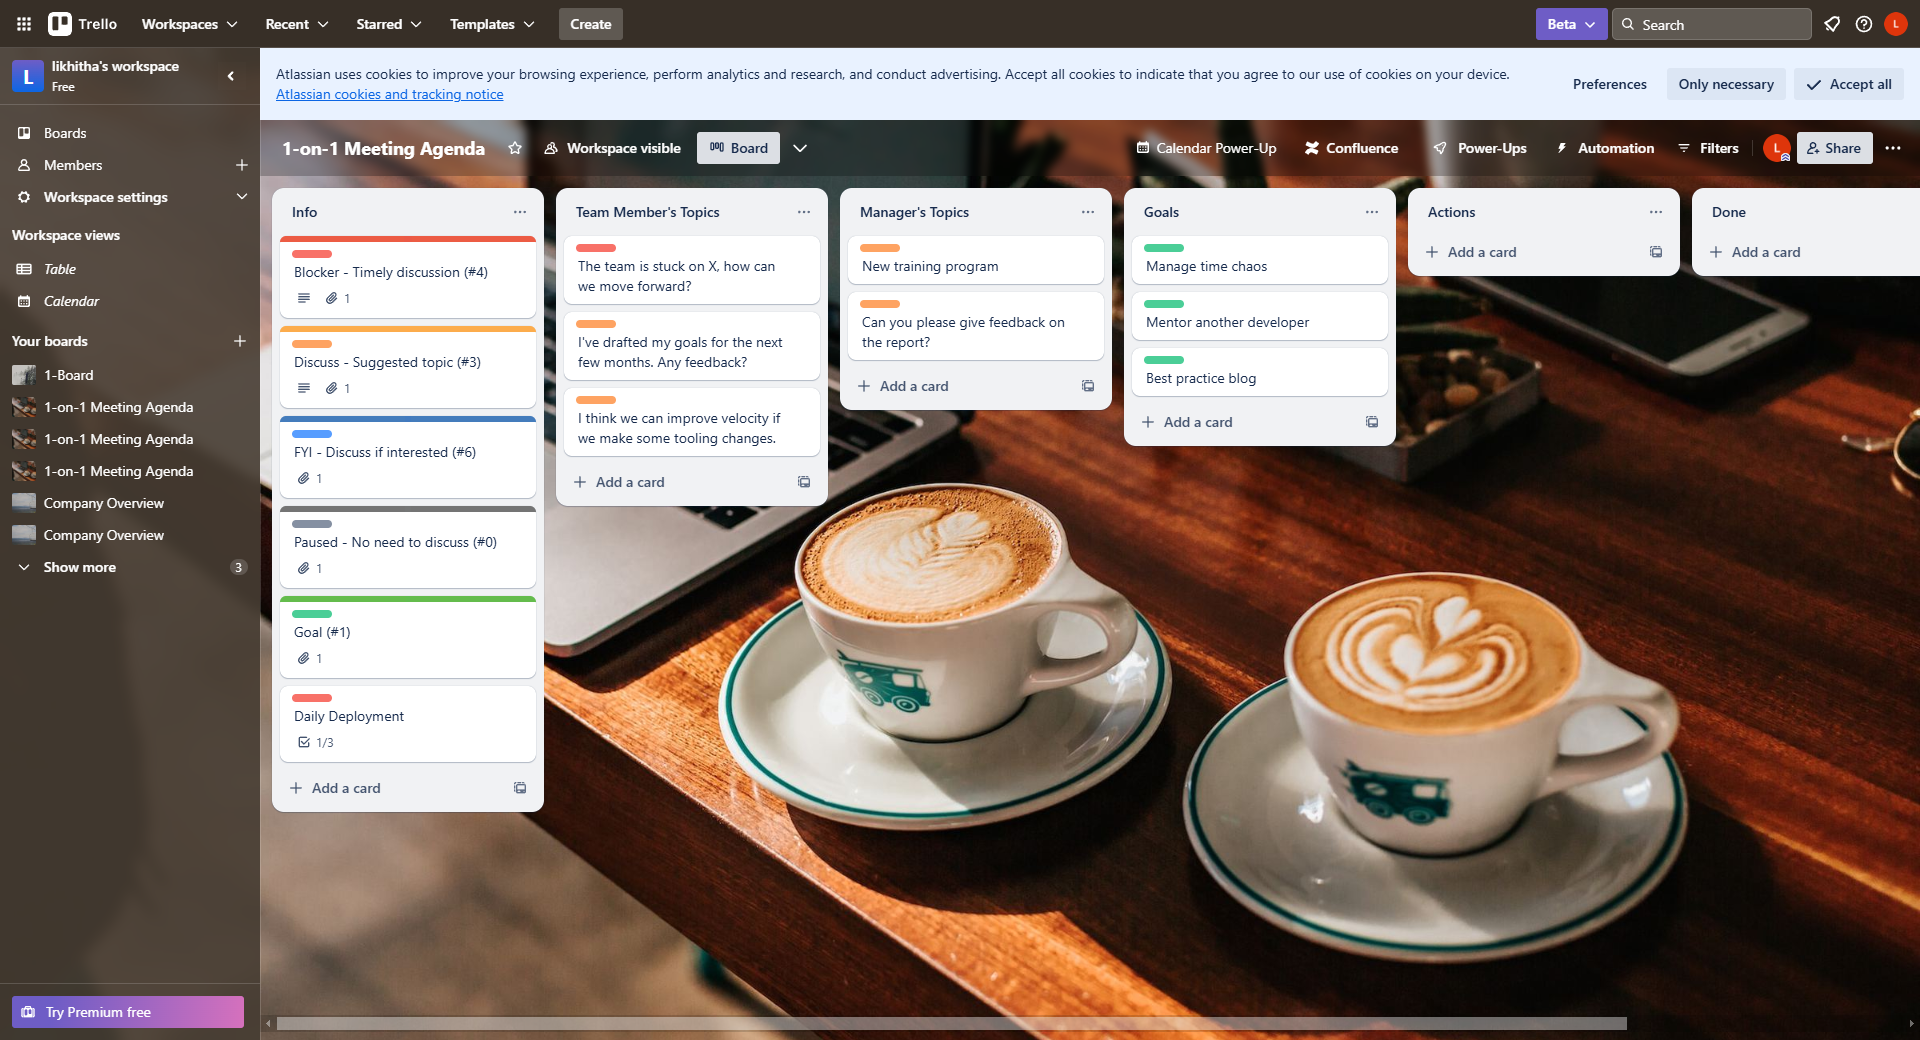 Trello
Workspaces
Recent
Starred
Templates
Create
Beta
Search
L
L
likhitha's workspace
Free
Boards
Members
Workspace settings
Workspace views
Table
Calendar
Your boards
1-Board
1-on-1 Meeting Agenda
1-on-1 Meeting Agenda
1-on-1 Meeting Agenda
Company Overview
Company Overview
Show more
3
Try Premium free
Atlassian uses cookies to improve your browsing experience, perform analytics and research, and conduct advertising. Accept all cookies to indicate that you agree to our use of cookies on your device.
Atlassian cookies and tracking notice
Preferences
Only necessary
Accept all
1-on-1 Meeting Agenda
Workspace visible
Board
Calendar Power-Up
Confluence
Power-Ups
Automation
Filters
L
Share
Info
Blocker - Timely discussion (#4)
1
Discuss - Suggested topic (#3)
1
FYI - Discuss if interested (#6)
1
Paused - No need to discuss (#0)
1
Goal (#1)
1
Daily Deployment
1/3
Add a card
Team Member's Topics
The team is stuck on X, how can
we move forward?
I've drafted my goals for the next
few months. Any feedback?
I think we can improve velocity if
we make some tooling changes.
Add a card
Manager's Topics
New training program
Can you please give feedback on
the report?
Add a card
Goals
Manage time chaos
Mentor another developer
Best practice blog
Add a card
Actions
Add a card
Done
Add a card